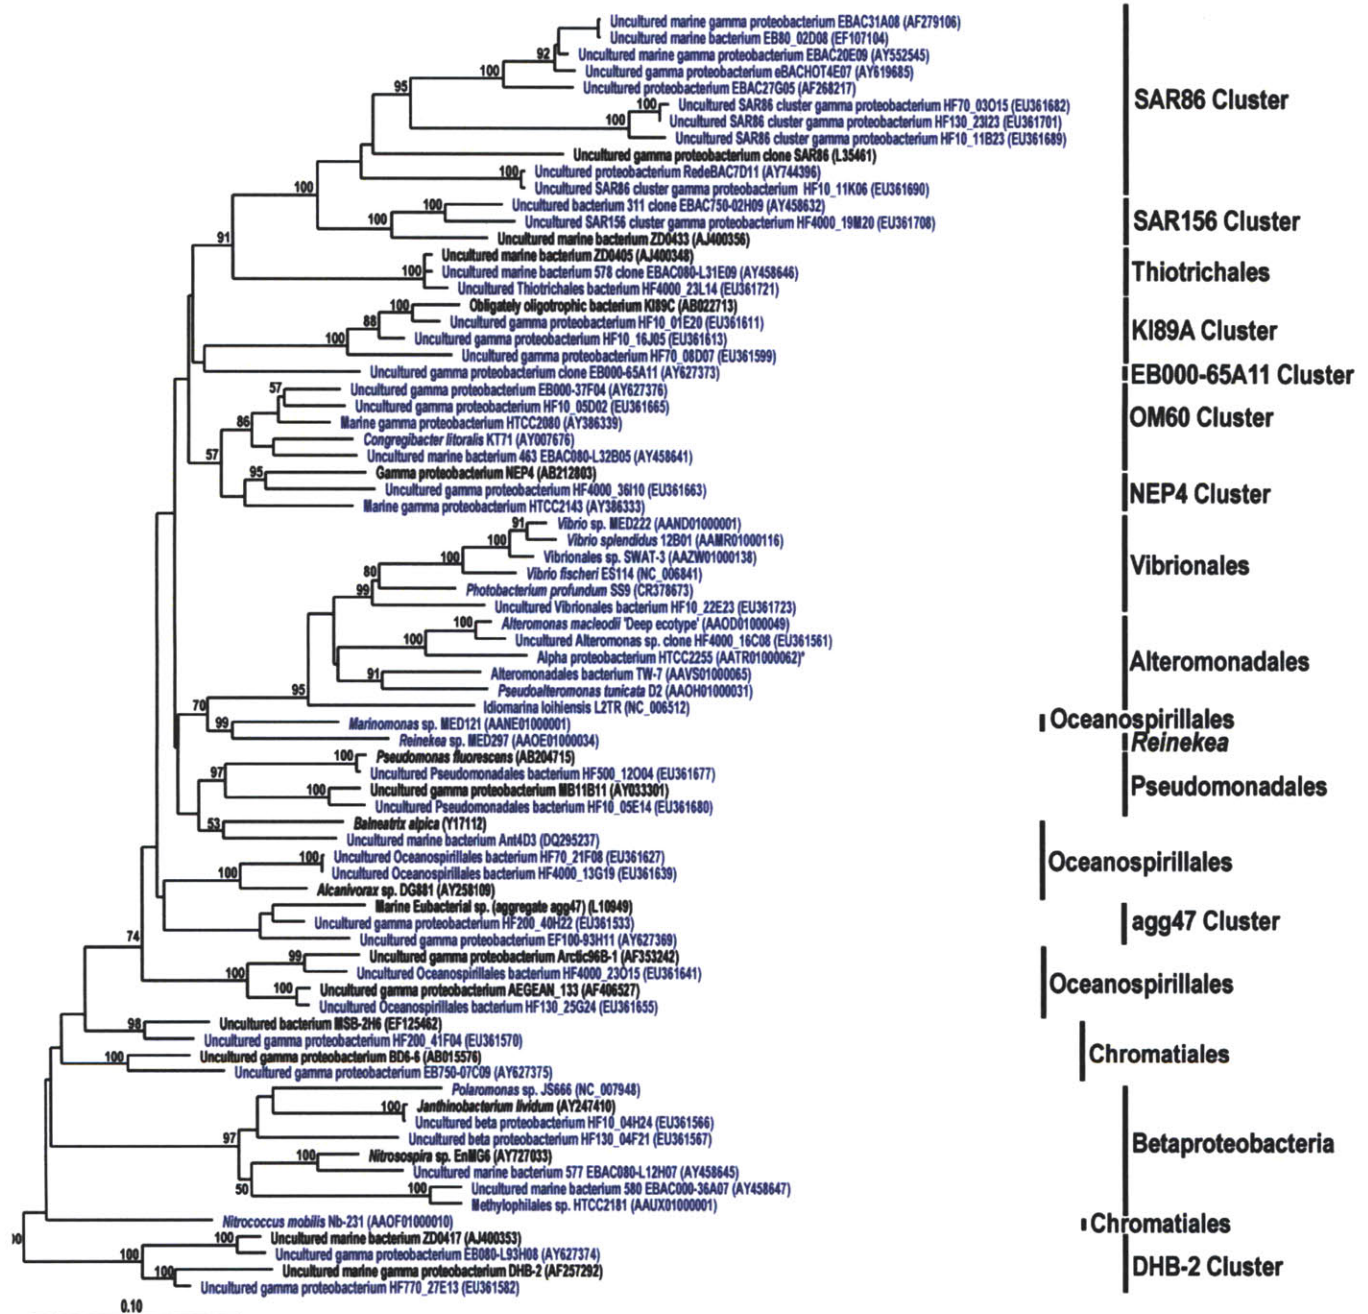 Uncultured marine gamma proteobacterium EBAC31A08 (AF279106)
Uncultured marine bacterium EB80_02D08 (EF107104)
92
Uncultured marine gamma proteobacterium EBAC20E09 (AY552545)
100
Uncultured gamma proteobacterium eBACHOT4E07 (AY619685)
95
Uncultured proteobacterium EBAC27G05 (AF268217)
SAR86 Cluster
100
Uncultured SAR86 cluster gamma proteobacterium HF70_03O15 (EU361682)
100
Uncultured SAR86 cluster gamma proteobacterium HF130_23I23 (EU361701)
Uncultured SAR86 cluster gamma proteobacterium HF10_11B23 (EU361689)
Uncultured gamma proteobacterium clone SAR86 (L35461)
100
Uncultured proteobacterium RedeBAC7D11 (AY744396)
100
Uncultured SAR86 cluster gamma proteobacterium HF10_11K06 (EU361690)
100
Uncultured bacterium 311 clone EBAC750-02H09 (AY458632)
100
Uncultured SAR156 cluster gamma proteobacterium HF4000_19M20 (EU361708)
SAR156 Cluster
91
Uncultured marine bacterium ZD0433 (AJ400356)
Uncultured marine bacterium ZD0405 (AJ400348)
100
Uncultured marine bacterium 578 clone EBAC080-L31E09 (AY458646)
Thiotrichales
Uncultured Thiotrichales bacterium HF4000_23L14 (EU361721)
100
Obligately oligotrophic bacterium KI89C (AB022713)
88
Uncultured gamma proteobacterium HF10_01E20 (EU361611)
KI89A Cluster
100
Uncultured gamma proteobacterium HF10_16J05 (EU361613)
Uncultured gamma proteobacterium HF70_08D07 (EU361599)
Uncultured gamma proteobacterium clone EB000-65A11 (AY627373)
EB000-65A11 Cluster
57
Uncultured gamma proteobacterium EB000-37F04 (AY627376)
Uncultured gamma proteobacterium HF10_05D02 (EU361665)
86
Marine gamma proteobacterium HTCC2080 (AY386339)
OM60 Cluster
Congregibacter litoralis KT71 (AY007676)
57
Uncultured marine bacterium 463 EBAC080-L32B05 (AY458641)
95
Gamma proteobacterium NEP4 (AB212803)
Uncultured gamma proteobacterium HF4000_36I10 (EU361663)
NEP4 Cluster
Marine gamma proteobacterium HTCC2143 (AY386333)
91
Vibrio sp. MED222 (AAND01000001)
100
Vibrio splendidus 12B01 (AAMR01000116)
100
Vibrionales sp. SWAT-3 (AAZW01000138)
Vibrionales
80
Vibrio fischeri ES114 (NC_006841)
99
Photobacterium profundum SS9 (CR378673)
Uncultured Vibrionales bacterium HF10_22E23 (EU361723)
100
Alteromonas macleodii 'Deep ecotype' (AAOD01000049)
100
Uncultured Alteromonas sp. clone HF4000_16C08 (EU361561)
Alpha proteobacterium HTCC2255 (AATR01000062)*
Alteromonadales
91
Alteromonadales bacterium TW-7 (AAVS01000065)
95
Pseudoalteromonas tunicata D2 (AAOH01000031)
70
Idiomarina loihiensis L2TR (NC_006512)
99
Marinomonas sp. MED121 (AANE01000001)
Oceanospirillales
Reinekea sp. MED297 (AAOE01000034)
Reinekea
100
Pseudomonas fluorescens (AB204715)
97
Uncultured Pseudomonadales bacterium HF500_12O04 (EU361677)
100
Uncultured gamma proteobacterium MB11B11 (AY033301)
Pseudomonadales
Uncultured Pseudomonadales bacterium HF10_05E14 (EU361680)
53
Balneatrix alpica (Y17112)
Uncultured marine bacterium Ant4D3 (DQ295237)
100
Uncultured Oceanospirillales bacterium HF70_21F08 (EU361627)
Oceanospirillales
100
Uncultured Oceanospirillales bacterium HF4000_13G19 (EU361639)
Alcanivorax sp. DG881 (AY258109)
Marine Eubacterial sp. (aggregate agg47) (L10949)
Uncultured gamma proteobacterium HF200_40H22 (EU361533)
agg47 Cluster
74
Uncultured gamma proteobacterium EF100-93H11 (AY627369)
99
Uncultured gamma proteobacterium Arctic96B-1 (AF353242)
100
Uncultured Oceanospirillales bacterium HF4000_23O15 (EU361641)
Oceanospirillales
100
Uncultured gamma proteobacterium AEGEAN_133 (AF406527)
Uncultured Oceanospirillales bacterium HF130_25G24 (EU361655)
98
Uncultured bacterium MSB-2H6 (EF125462)
Uncultured gamma proteobacterium HF200_41F04 (EU361570)
Chromatiales
100
Uncultured gamma proteobacterium BD6-6 (AB015576)
Uncultured gamma proteobacterium EB750-07C09 (AY627375)
Polaromonas sp. JS666 (NC_007948)
100
Janthinobacterium lividum (AY247410)
Uncultured beta proteobacterium HF10_04H24 (EU361566)
97
Uncultured beta proteobacterium HF130_04F21 (EU361567)
Betaproteobacteria
100
Nitrosospira sp. EnMG6 (AY727033)
Uncultured marine bacterium 577 EBAC080-L12H07 (AY458645)
50
100
Uncultured marine bacterium 580 EBAC000-36A07 (AY458647)
Methylophilales sp. HTCC2181 (AAUX01000001)
Nitrococcus mobilis Nb-231 (AAOF01000010)
Chromatiales
100
Uncultured marine bacterium ZD0417 (AJ400353)
100
Uncultured gamma proteobacterium EB080-L93H08 (AY627374)
100
Uncultured marine gamma proteobacterium DHB-2 (AF257292)
DHB-2 Cluster
Uncultured gamma proteobacterium HF770_27E13 (EU361582)
0.10